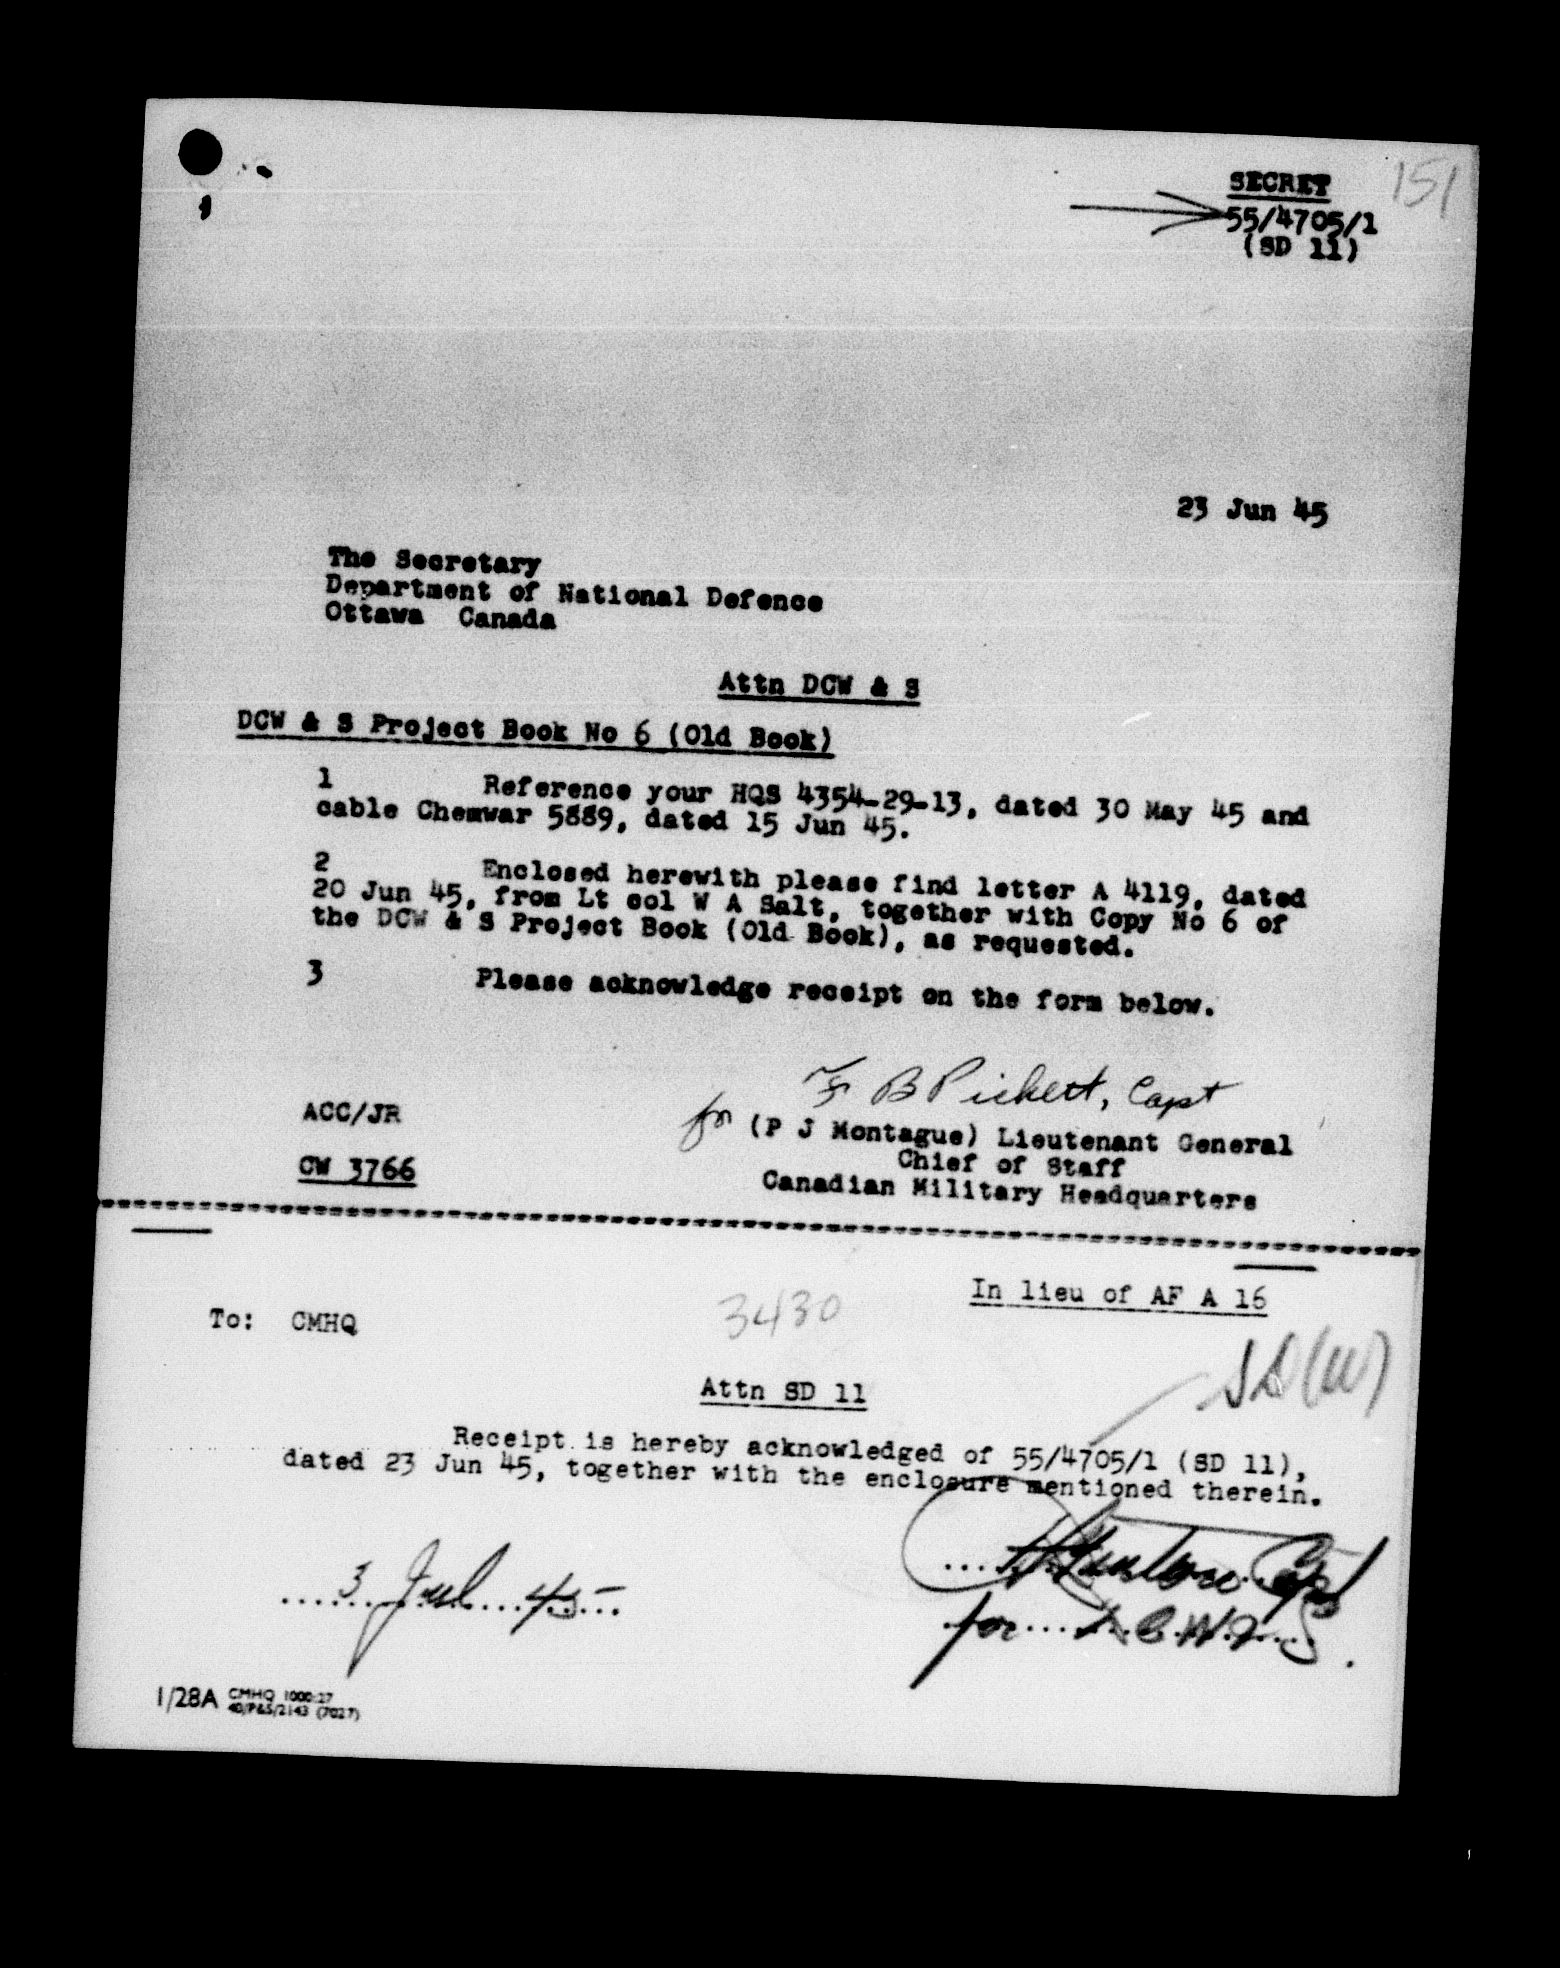 151
SECRET
55/4705/1
(SD 11)
23 Jun 45
The Secretary
Department of National Defence
Ottawa Canada
Attn DCW & S
DCW & S Project Book No 6 (Old Book)
1 Reference your HQS 4354-29-13, dated 30 May 45 and
cable Chemwar 5889, dated 15 Jun 45.
2 Enclosed herewith please find letter A 4119, dated
20 Jun 45, from Lt col W A Salt, together with Copy No 6 of
the DCW & S Project Book (Old Book), as requested.
3 Please acknowledge receipt on the form below.
F B Pickett, Capt
ACC/JR
for (P J Montague) Lieutenant General
Chief of Staff
CW 3766
Canadian Military Headquarters
In lieu of AF A 16
To: CMHQ
3430
Attn SD 11
Receipt is hereby acknowledged of 55/4705/1 (SD 11),
dated 23 Jun 45, together with the enclosure mentioned therein.
3 Jul 45
Capt
for D.C.W. & S.
1/28A CMHQ 1000:27
40/P&S/2143 (7027)